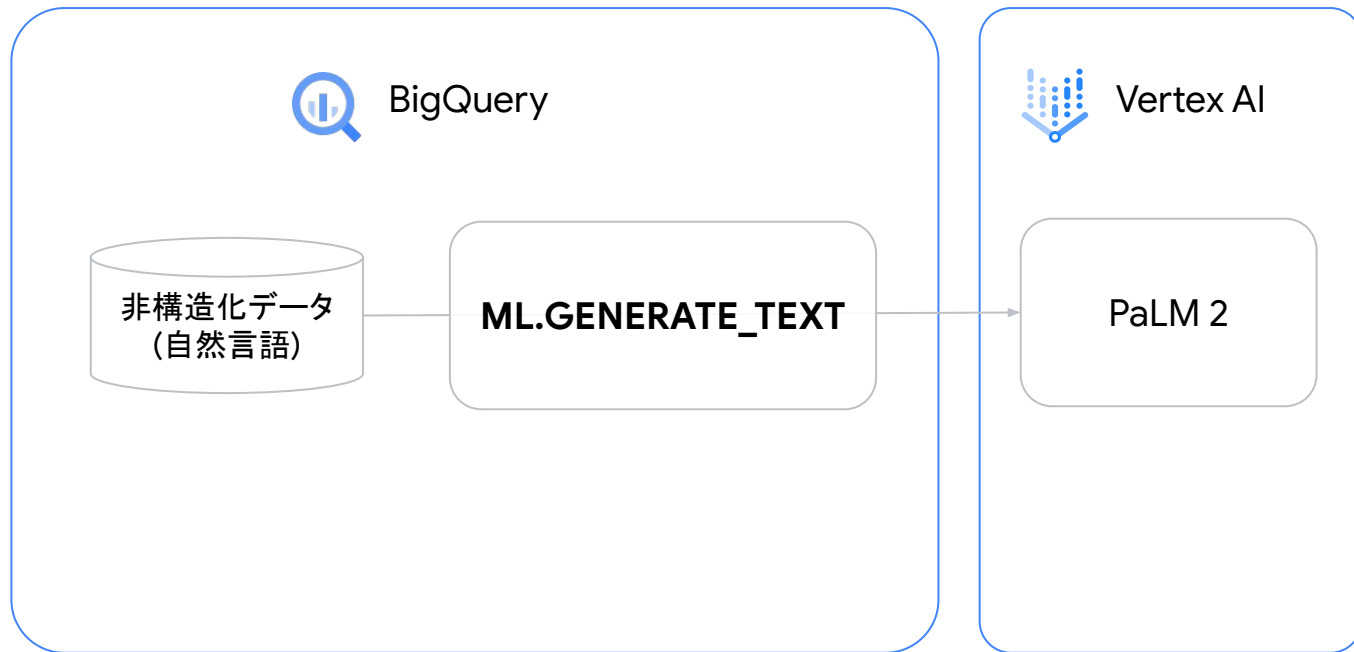 BigQuery
Vertex AI
非構造化データ
(自然言語)
ML.GENERATE_TEXT
PaLM 2